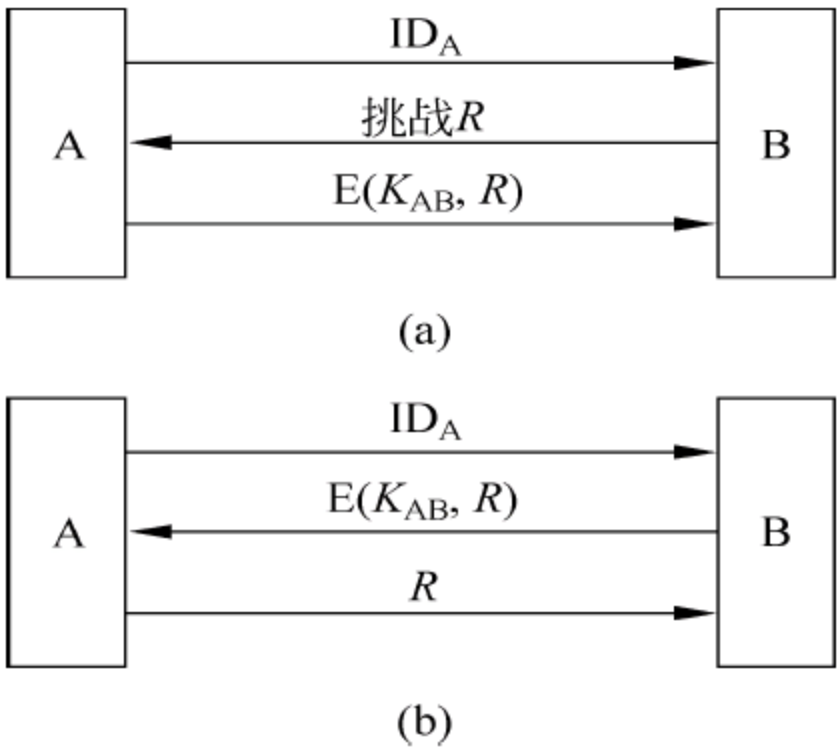 ID_A
A
挑战R
B
E(K_AB, R)
(a)
ID_A
E(K_AB, R)
A
B
R
(b)